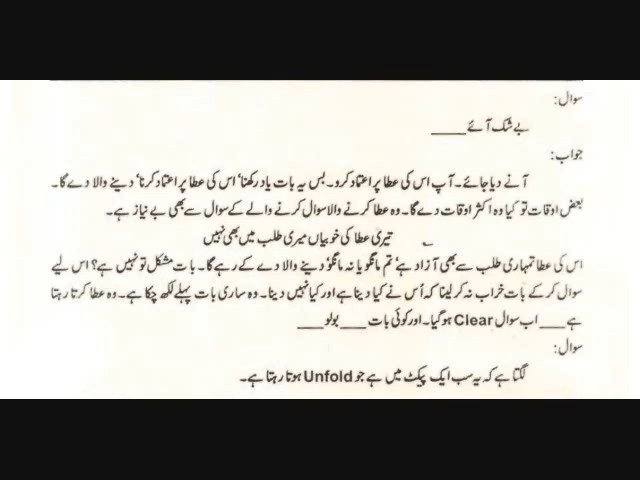 سوال:
بے شک آئے ____
جواب:
آنے دیا جائے۔ آپ اس کی عطا پر اعتماد کرو۔ بس یہ بات یاد رکھنا' اس کی عطا پر اعتماد کرنا' دینے والا دے گا۔
بعض اوقات تو کیا وہ اکثر اوقات دے گا۔ وہ عطا کرنے والا سوال کرنے والے کے سوال سے بھی بے نیاز ہے۔
؎ تیری عطا کی خوبیاں میری طلب میں بھی نہیں
اس کی عطا تمہاری طلب سے بھی آزاد ہے' تم مانگو یا نہ مانگو' دینے والا دے کے رہے گا۔ بات مشکل تو نہیں ہے؟ اس لیے
سوال کر کے بات خراب نہ کر لینا کہ اُس نے کیا دینا ہے اور کیا نہیں دینا۔ وہ ساری بات پہلے لکھ چکا ہے۔ وہ عطا کرتا رہتا
ہے ____ اب سوال Clear ہو گیا۔ اور کوئی بات ____ بولو ____
سوال:
لگتا ہے کہ یہ سب ایک پیکٹ میں ہے جو Unfold ہوتا رہتا ہے۔